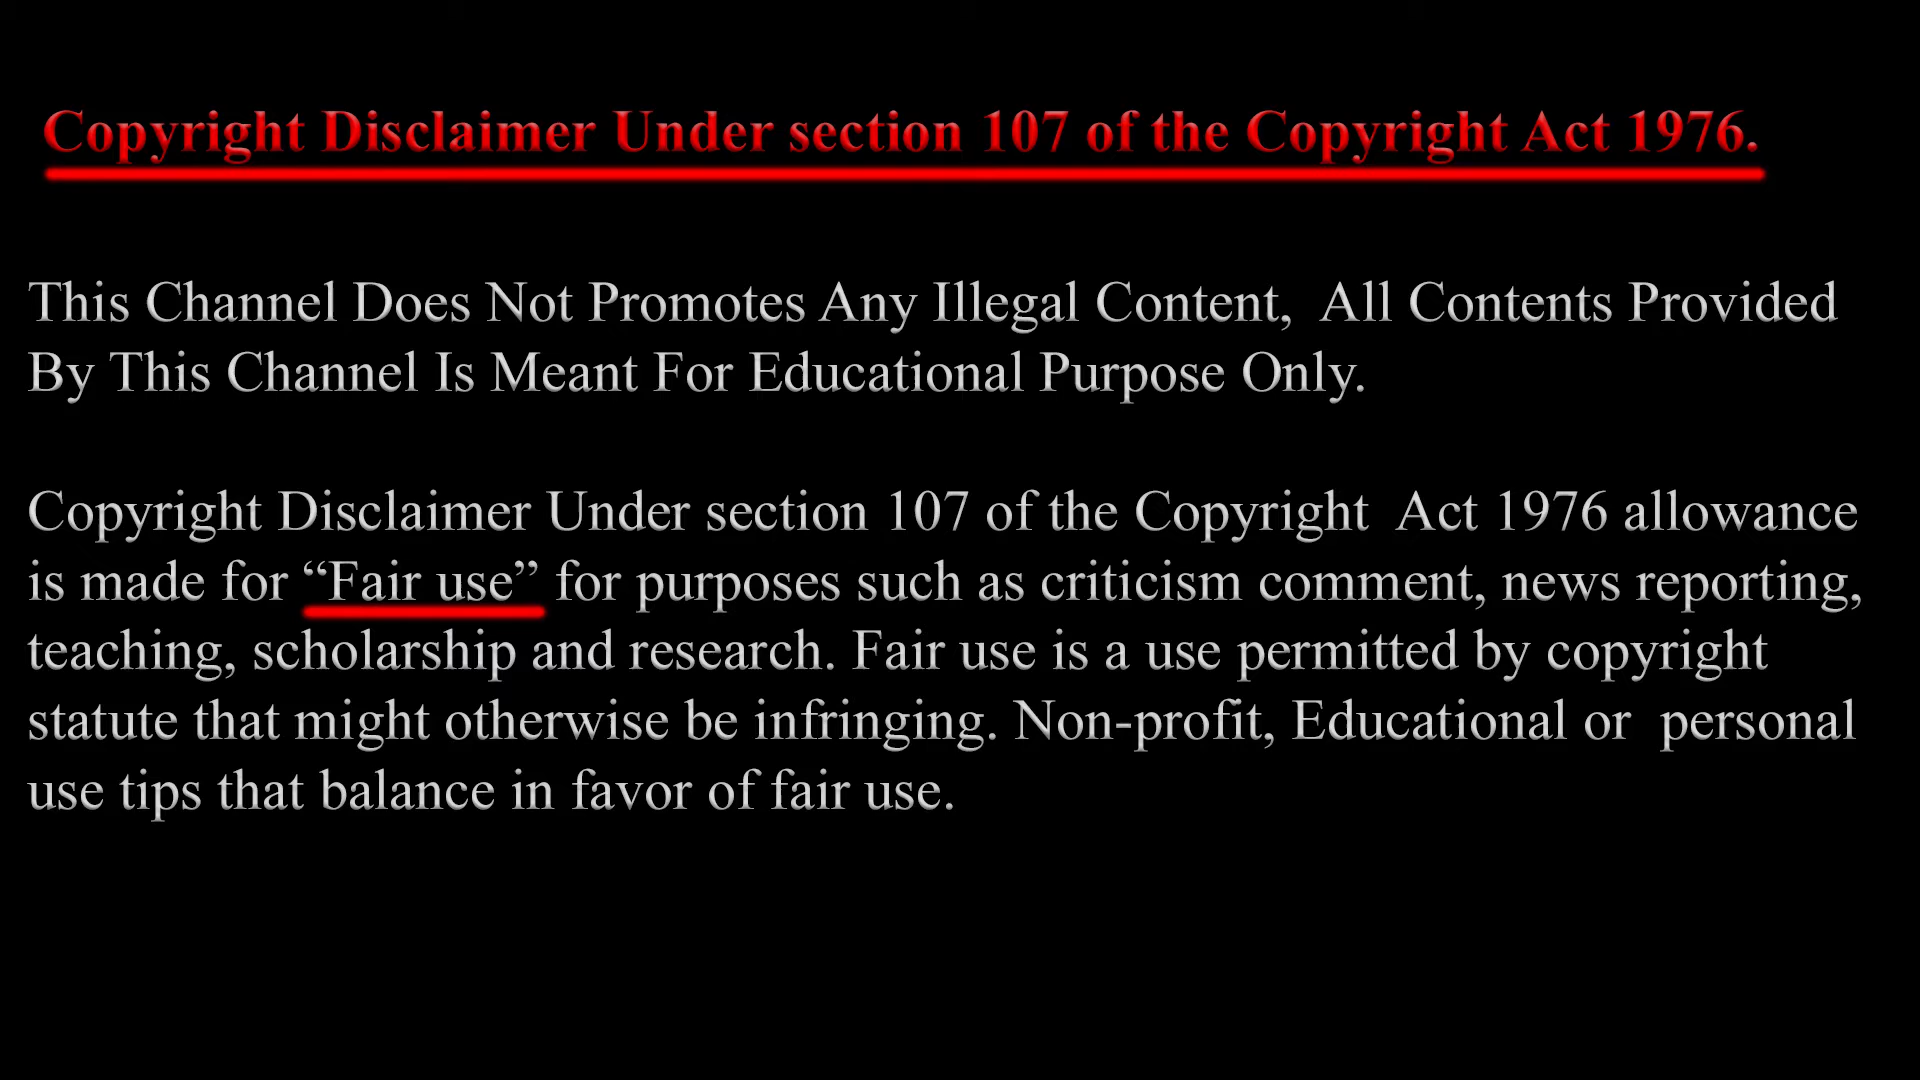 Copyright Disclaimer Under section 107 of the Copyright Act 1976.
This Channel Does Not Promotes Any Illegal Content,  All Contents Provided
By This Channel Is Meant For Educational Purpose Only.
Copyright Disclaimer Under section 107 of the Copyright  Act 1976 allowance
is made for “Fair use” for purposes such as criticism comment, news reporting,
teaching, scholarship and research. Fair use is a use permitted by copyright
statute that might otherwise be infringing. Non-profit, Educational or  personal
use tips that balance in favor of fair use.